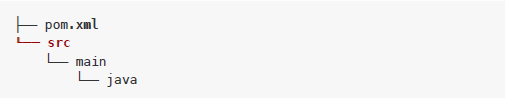 ├── pom.xml
└── src
    └── main
        └── java